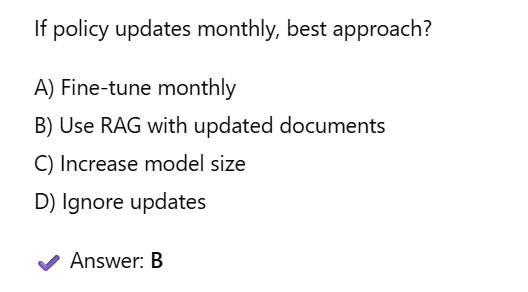 If policy updates monthly, best approach?
A) Fine-tune monthly
B) Use RAG with updated documents
C) Increase model size
D) Ignore updates
Answer: B